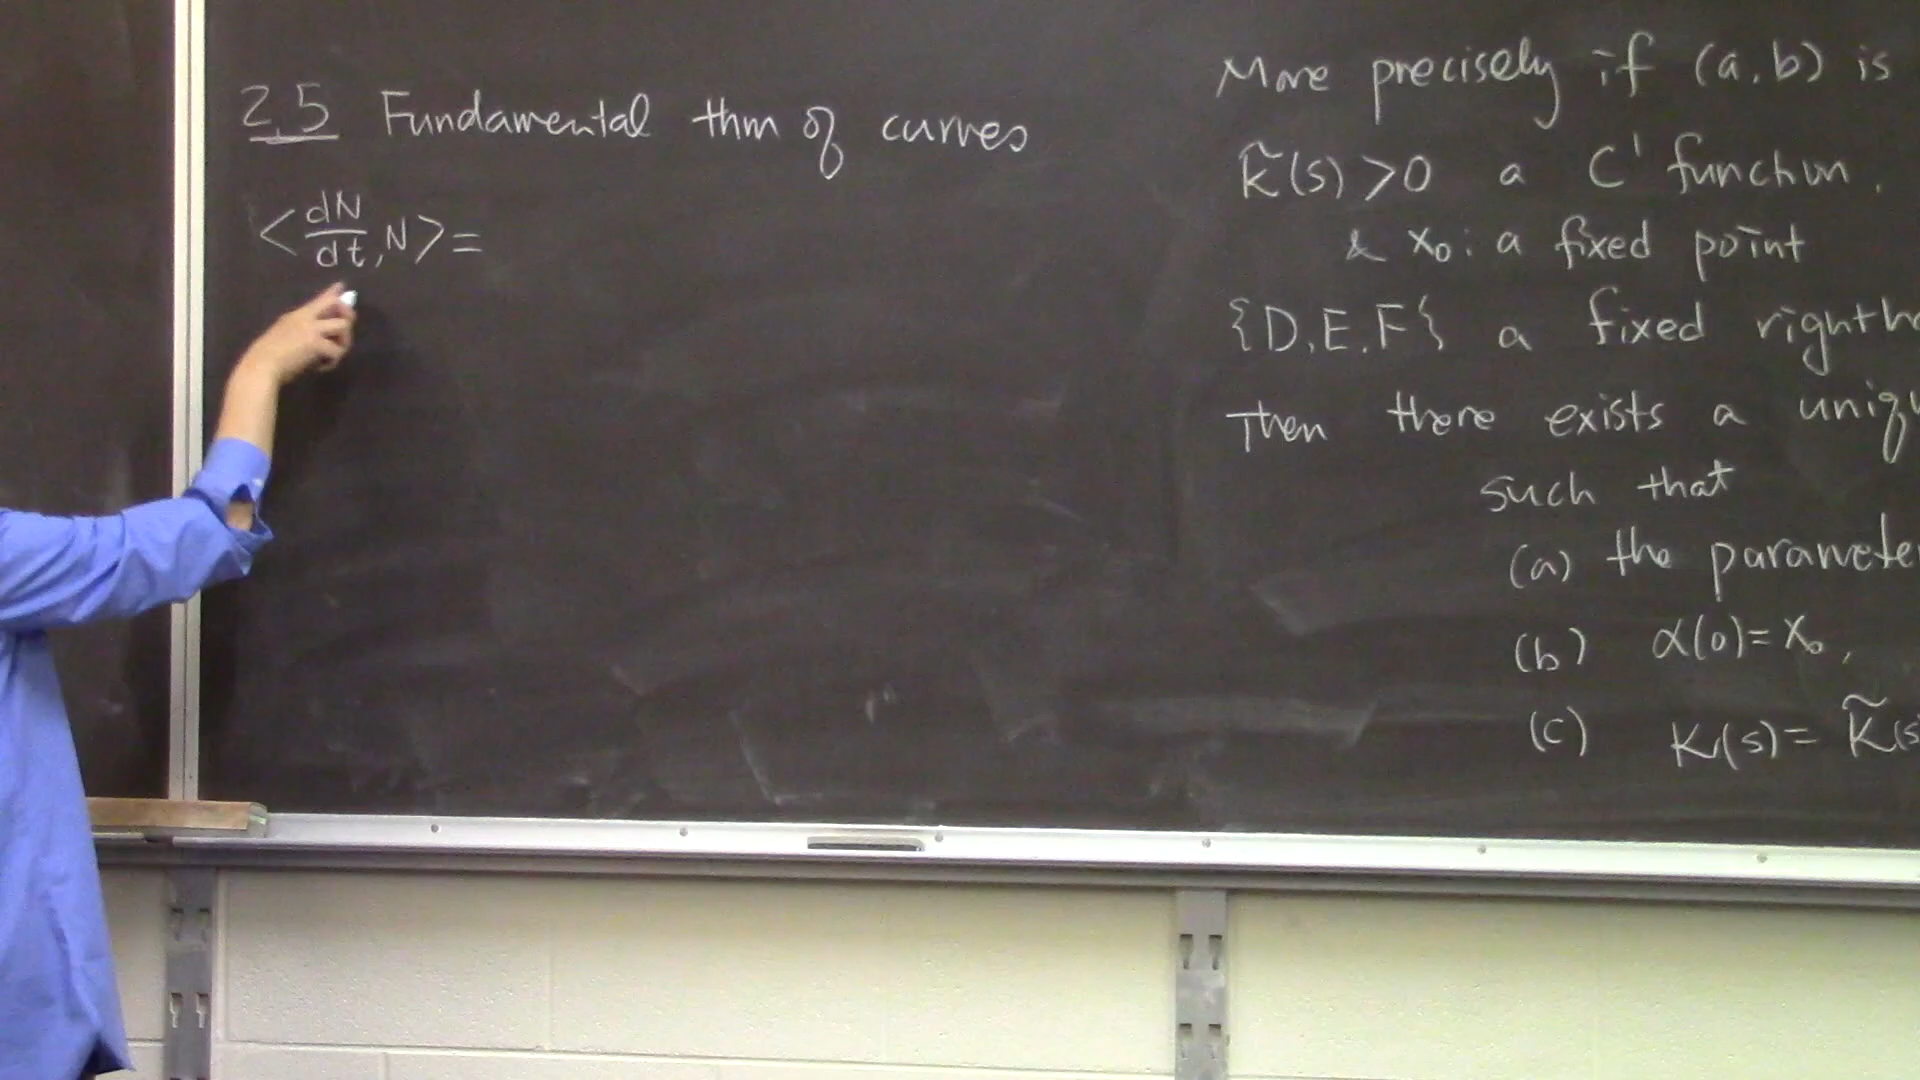 2.5 Fundamental thm of curves
<dN/dt, N> =
More precisely if (a,b) is
κ̃(s)>0 a C' function.
& x₀: a fixed point
{D,E,F} a fixed
Then there exists a
such that
(a) the
(b) α(0)=x₀,
(c) κ(s)= κ̃(s